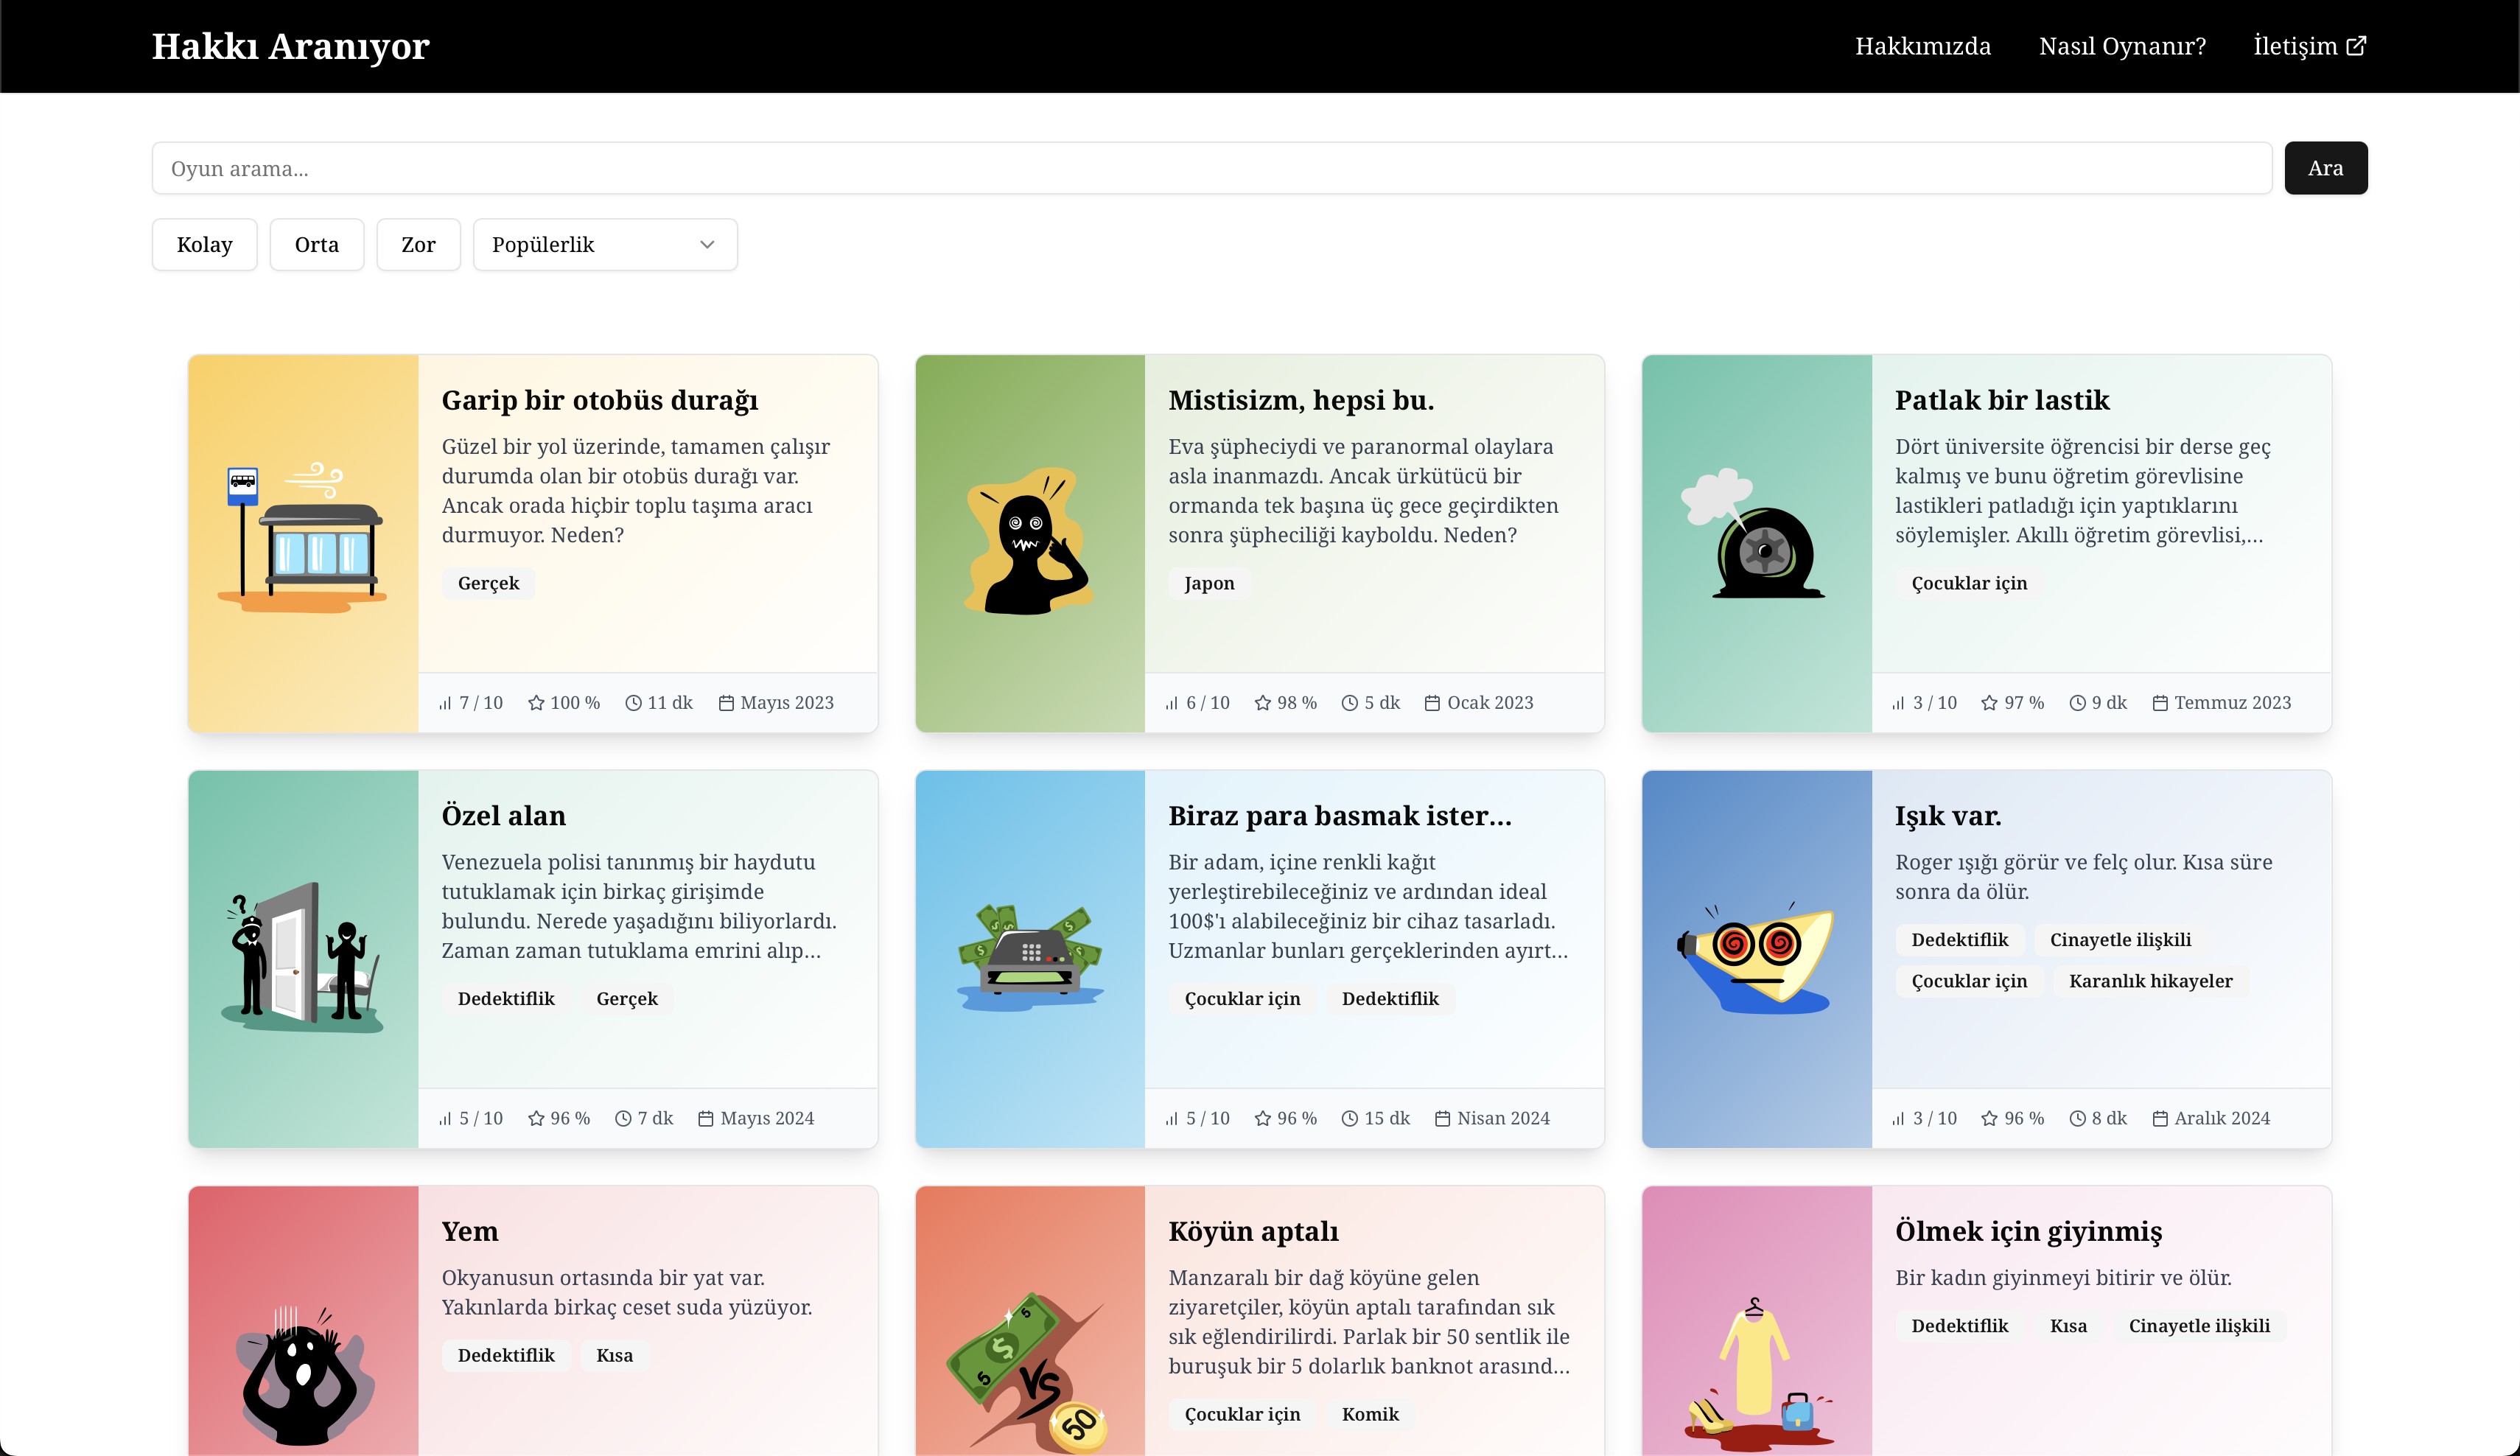 Hakkı Aranıyor
Hakkımızda
Nasıl Oynanır?
İletişim
Oyun arama...
Ara
Kolay
Orta
Zor
Popülerlik
Garip bir otobüs durağı
Güzel bir yol üzerinde, tamamen çalışır
durumda olan bir otobüs durağı var.
Ancak orada hiçbir toplu taşıma aracı
durmuyor. Neden?
Gerçek
7 / 10
100 %
11 dk
Mayıs 2023
Mistisizm, hepsi bu.
Eva şüpheciydi ve paranormal olaylara
asla inanmazdı. Ancak ürkütücü bir
ormanda tek başına üç gece geçirdikten
sonra şüpheciliği kayboldu. Neden?
Japon
6 / 10
98 %
5 dk
Ocak 2023
Patlak bir lastik
Dört üniversite öğrencisi bir derse geç
kalmış ve bunu öğretim görevlisine
lastikleri patladığı için yaptıklarını
söylemişler. Akıllı öğretim görevlisi,...
Çocuklar için
3 / 10
97 %
9 dk
Temmuz 2023
Özel alan
Venezuela polisi tanınmış bir haydutu
tutuklamak için birkaç girişimde
bulundu. Nerede yaşadığını biliyorlardı.
Zaman zaman tutuklama emrini alıp...
Dedektiflik
Gerçek
5 / 10
96 %
7 dk
Mayıs 2024
Biraz para basmak ister...
Bir adam, içine renkli kağıt
yerleştirebileceğiniz ve ardından ideal
100$'ı alabileceğiniz bir cihaz tasarladı.
Uzmanlar bunları gerçeklerinden ayırt...
Çocuklar için
Dedektiflik
5 / 10
96 %
15 dk
Nisan 2024
Işık var.
Roger ışığı görür ve felç olur. Kısa süre
sonra da ölür.
Dedektiflik
Cinayetle ilişkili
Çocuklar için
Karanlık hikayeler
3 / 10
96 %
8 dk
Aralık 2024
Yem
Okyanusun ortasında bir yat var.
Yakınlarda birkaç ceset suda yüzüyor.
Dedektiflik
Kısa
5
$
5
VS
50
Köyün aptalı
Manzaralı bir dağ köyüne gelen
ziyaretçiler, köyün aptalı tarafından sık
sık eğlendirilirdi. Parlak bir 50 sentlik ile
buruşuk bir 5 dolarlık banknot arasınd...
Çocuklar için
Komik
Ölmek için giyinmiş
Bir kadın giyinmeyi bitirir ve ölür.
Dedektiflik
Kısa
Cinayetle ilişkili